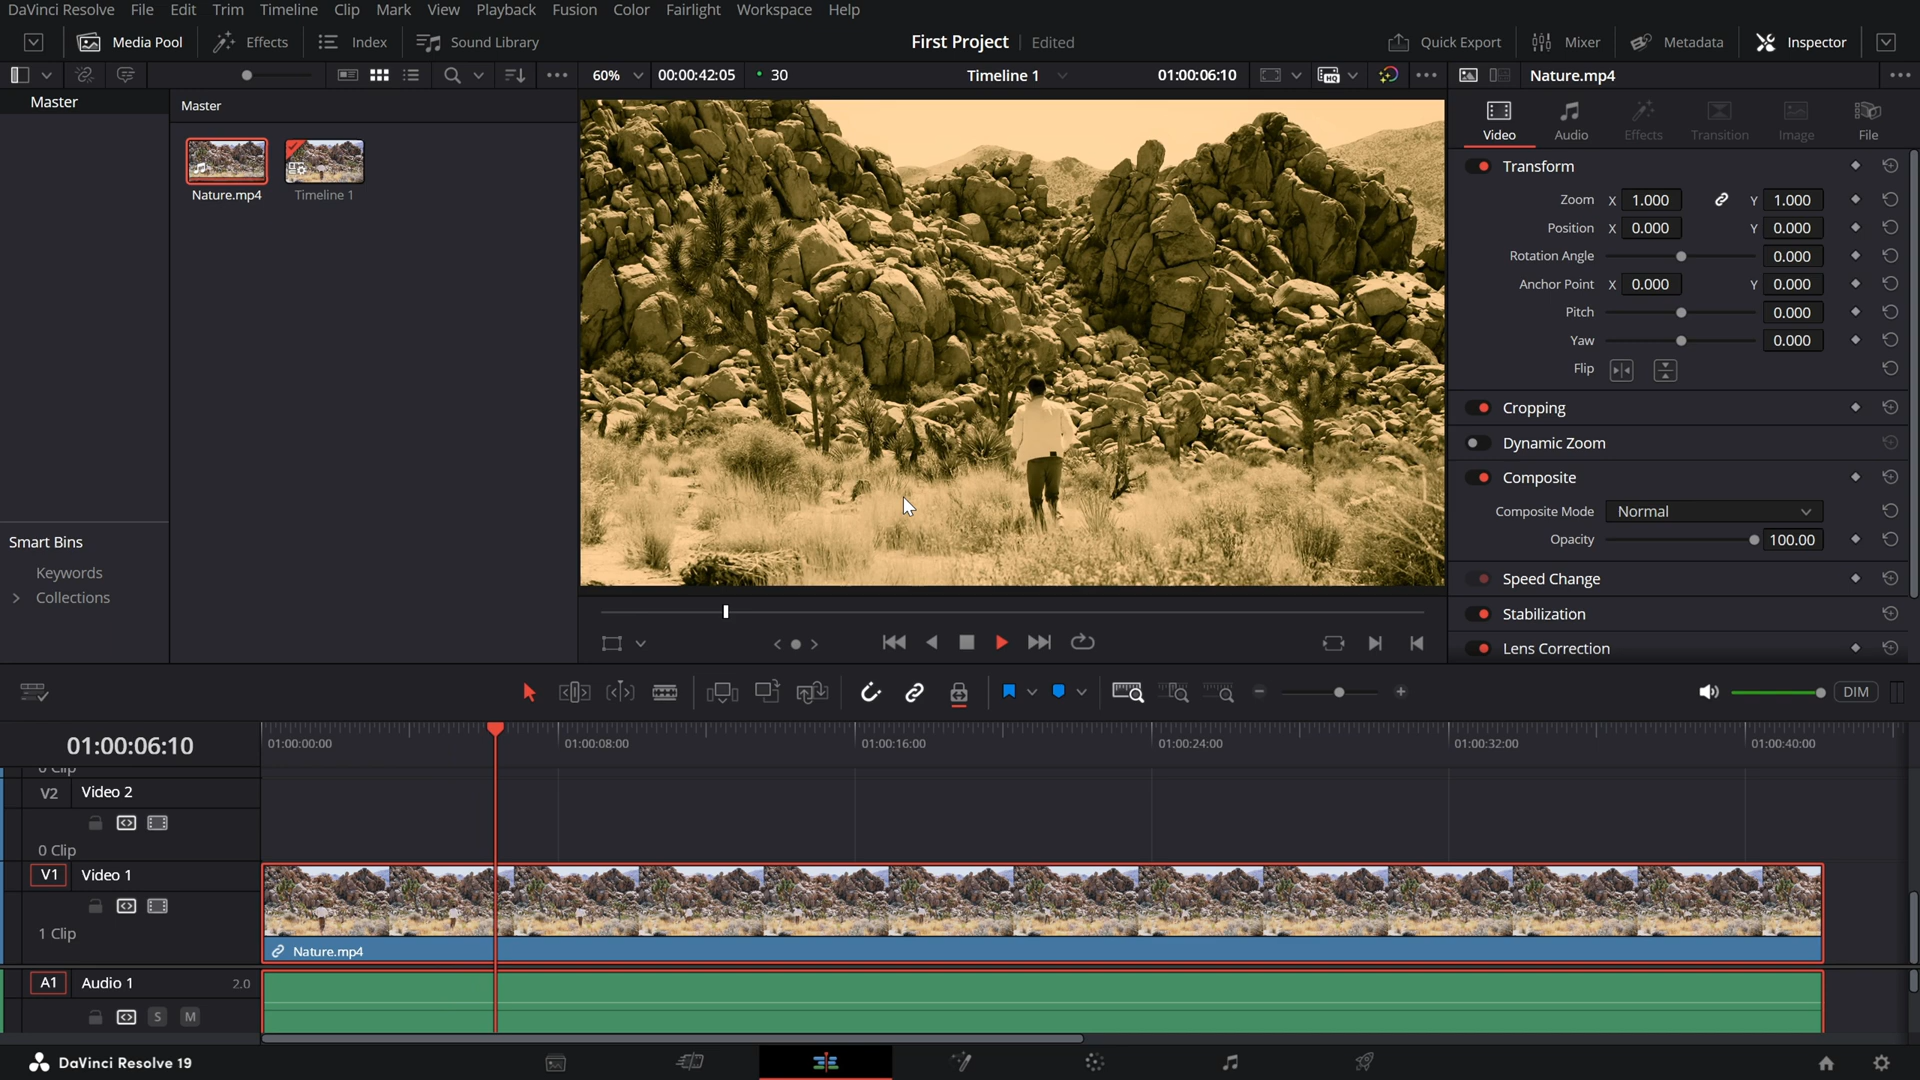 DaVinci Resolve File Edit Trim Timeline Clip Mark View Playback Fusion Color Fairlight Workspace Help
Media Pool Effects Index Sound Library First Project Edited Quick Export Mixer Metadata Inspector
60% 00:00:42:05 30 Timeline 1 01:00:06:10 Nature.mp4
Master
Master
Nature.mp4 Timeline 1
Smart Bins
Keywords
Collections
Video Audio Effects Transition Image File
Transform
Zoom X 1.000 Y 1.000
Position X 0.000 Y 0.000
Rotation Angle 0.000
Anchor Point X 0.000 Y 0.000
Pitch 0.000
Yaw 0.000
Flip
Cropping
Dynamic Zoom
Composite
Composite Mode Normal
Opacity 100.00
Speed Change
Stabilization
Lens Correction
DIM
01:00:06:10
01:00:00:00 01:00:08:00 01:00:16:00 01:00:24:00 01:00:32:00 01:00:40:00
0 Clip
V2 Video 2
0 Clip
V1 Video 1
1 Clip
Nature.mp4
A1 Audio 1 2.0
S M
DaVinci Resolve 19